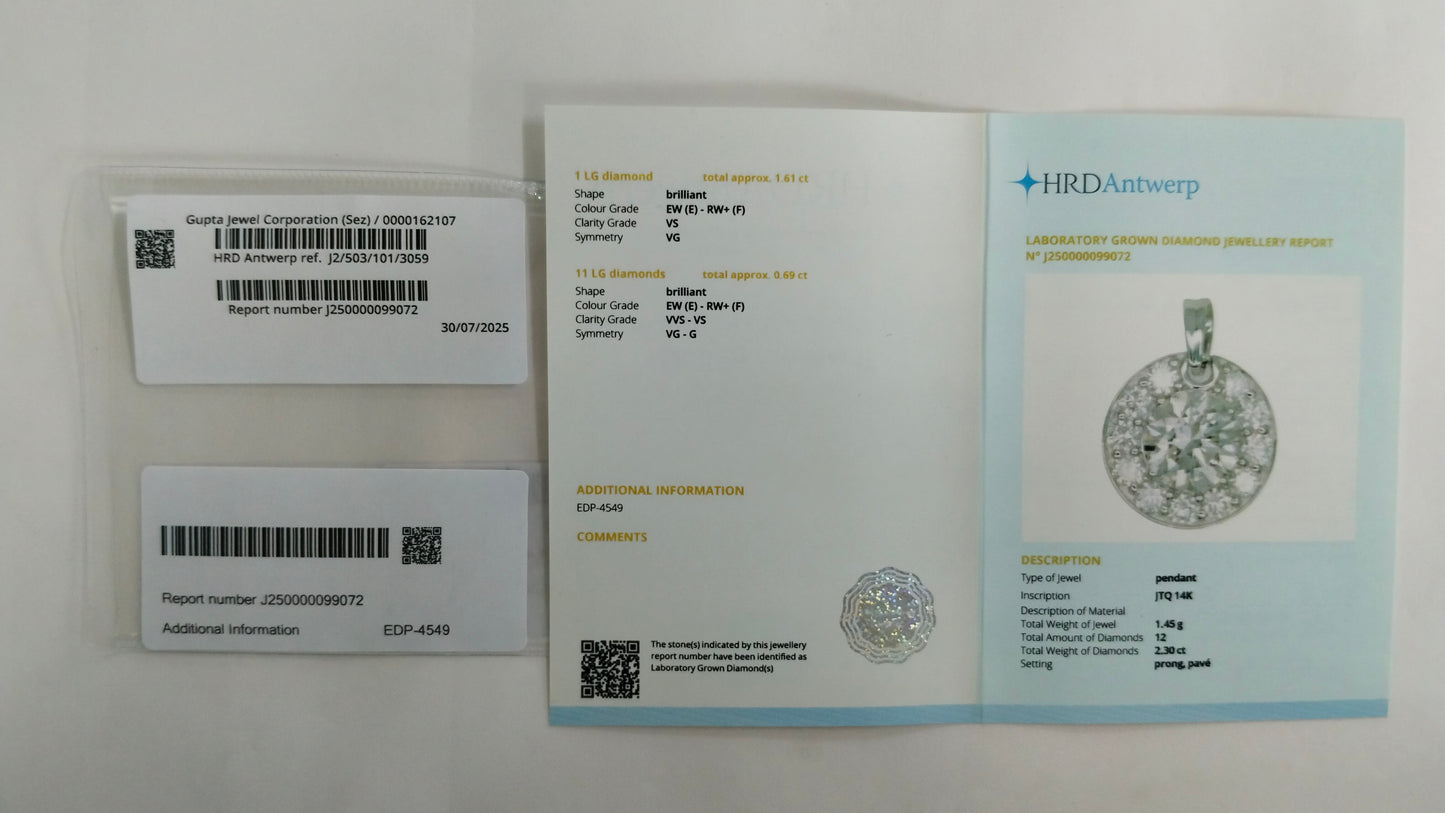 Gupta Jewel Corporation (Sez) / 0000162107
HRD Antwerp ref. J2/503/101/3059
Report number J250000099072
30/07/2025
Report number J250000099072
Additional Information EDP-4549
1 LG diamond total approx. 1.61 ct
Shape brilliant
Colour Grade EW (E) - RW+ (F)
Clarity Grade VS
Symmetry VG
11 LG diamonds total approx. 0.69 ct
Shape brilliant
Colour Grade EW (E) - RW+ (F)
Clarity Grade VVS - VS
Symmetry VG - G
ADDITIONAL INFORMATION
EDP-4549
COMMENTS
The stone(s) indicated by this jewellery
report number have been identified as
Laboratory Grown Diamond(s)
HRDAntwerp
LABORATORY GROWN DIAMOND JEWELLERY REPORT
N° J250000099072
DESCRIPTION
Type of Jewel pendant
Inscription JTQ 14K
Description of Material
Total Weight of Jewel 1.45 g
Total Amount of Diamonds 12
Total Weight of Diamonds 2.30 ct
Setting prong, pavé